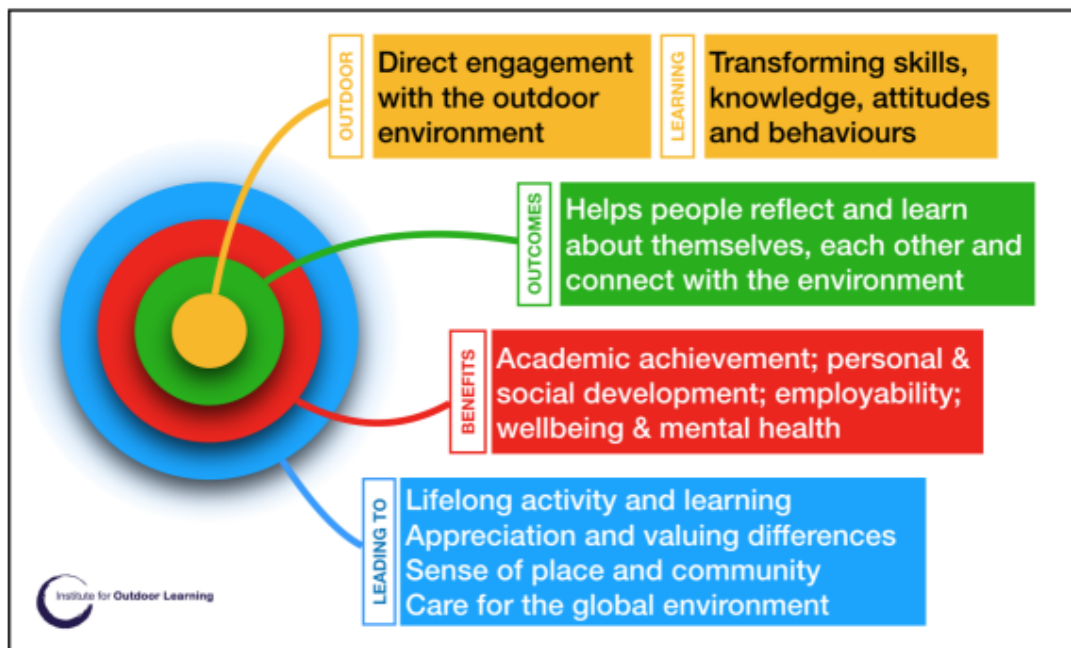 OUTDOOR
Direct engagement
with the outdoor
environment
LEARNING
Transforming skills,
knowledge, attitudes
and behaviours
OUTCOMES
Helps people reflect and learn
about themselves, each other and
connect with the environment
BENEFITS
Academic achievement; personal &
social development; employability;
wellbeing & mental health
LEADING TO
Lifelong activity and learning
Appreciation and valuing differences
Sense of place and community
Care for the global environment
Institute for Outdoor Learning